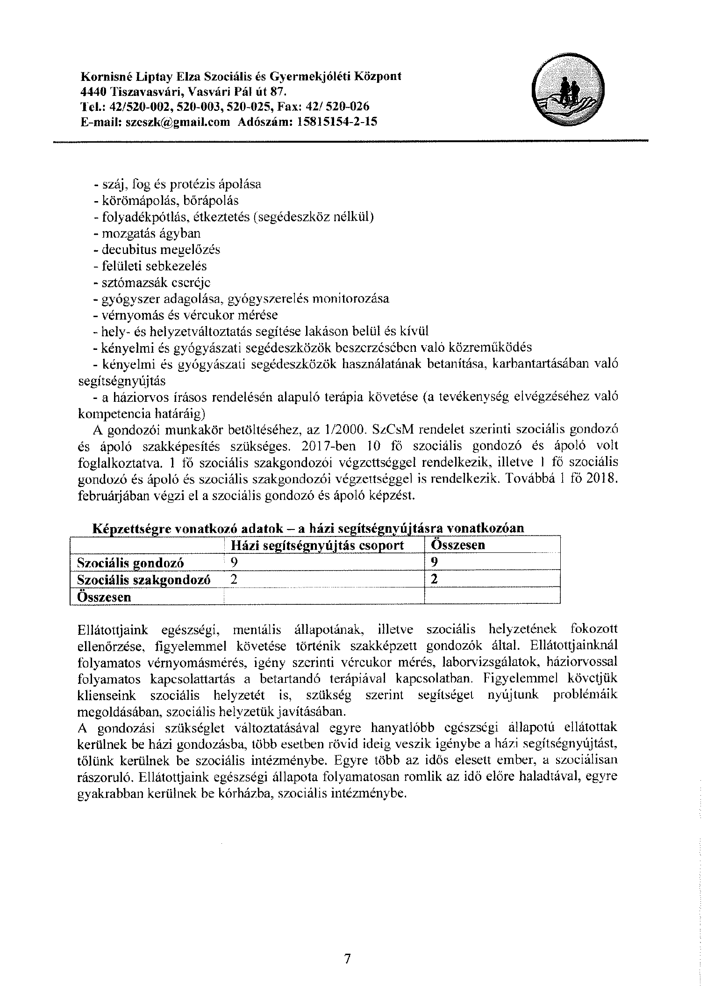 Kornisné Liptay Elza Szociális és Gyermekjóléti Központ
4440 Tiszavasvári, Vasvári Pál út 87.
Tel.: 42/520-002, 520-003, 520-025, Fax: 42/ 520-026
E-mail: szcszk@gmail.com Adószám: 15815154-2-15
- száj, fog és protézis ápolása
- körömápolás, bőrápolás
- folyadékpótlás, étkeztetés (segédeszköz nélkül)
- mozgatás ágyban
- decubitus megelőzés
- felületi sebkezelés
- sztómazsák cseréje
- gyógyszer adagolása, gyógyszerelés monitorozása
- vérnyomás és vércukor mérése
- hely- és helyzetváltoztatás segítése lakáson belül és kívül
- kényelmi és gyógyászati segédeszközök beszerzésében való közreműködés
- kényelmi és gyógyászati segédeszközök használatának betanítása, karbantartásában való
segítségnyújtás
- a háziorvos írásos rendelésén alapuló terápia követése (a tevékenység elvégzéséhez való
kompetencia határáig)
A gondozói munkakör betöltéséhez, az 1/2000. SzCsM rendelet szerinti szociális gondozó
és ápoló szakképesítés szükséges. 2017-ben 10 fő szociális gondozó és ápoló volt
foglalkoztatva. 1 fő szociális szakgondozói végzettséggel rendelkezik, illetve 1 fő szociális
gondozó és ápoló és szociális szakgondozói végzettséggel is rendelkezik. Továbbá 1 fő 2018.
februárjában végzi el a szociális gondozó és ápoló képzést.
Képzettségre vonatkozó adatok – a házi segítségnyújtásra vonatkozóan
Házi segítségnyújtás csoport Összesen
Szociális gondozó 9 9
Szociális szakgondozó 2 2
Összesen
Ellátottjaink egészségi, mentális állapotának, illetve szociális helyzetének fokozott
ellenőrzése, figyelemmel követése történik szakképzett gondozók által. Ellátottjainknál
folyamatos vérnyomásmérés, igény szerinti vércukor mérés, laborvizsgálatok, háziorvossal
folyamatos kapcsolattartás a betartandó terápiával kapcsolatban. Figyelemmel követjük
klienseink szociális helyzetét is, szükség szerint segítséget nyújtunk problémáik
megoldásában, szociális helyzetük javításában.
A gondozási szükséglet változtatásával egyre hanyatlóbb egészségi állapotú ellátottak
kerülnek be házi gondozásba, több esetben rövid ideig veszik igénybe a házi segítségnyújtást,
tőlünk kerülnek be szociális intézménybe. Egyre több az idős elesett ember, a szociálisan
rászoruló. Ellátottjaink egészségi állapota folyamatosan romlik az idő előre haladtával, egyre
gyakrabban kerülnek be kórházba, szociális intézménybe.
7